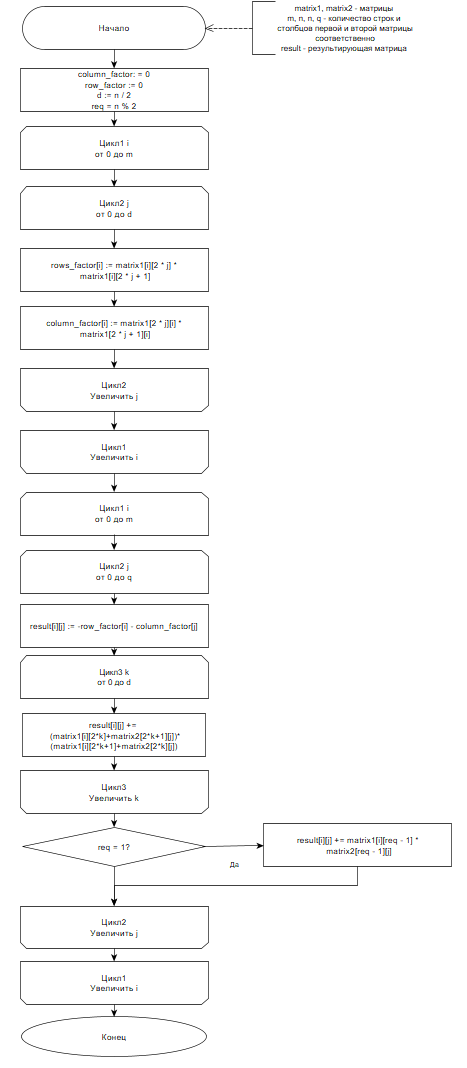 Начало
matrix1, matrix2 - матрицы
m, n, n, q - количество строк и
столбцов первой и второй матрицы
соответственно
result - результирующая матрица
column_factor: = 0
row_factor := 0
d := n / 2
req = n % 2
Цикл1 i
от 0 до m
Цикл2 j
от 0 до d
rows_factor[i] := matrix1[i][2 * j] *
matrix1[i][2 * j + 1]
column_factor[i] := matrix1[2 * j][i] *
matrix1[2 * j + 1][i]
Цикл2
Увеличить j
Цикл1
Увеличить i
Цикл1 i
от 0 до m
Цикл2 j
от 0 до q
result[i][j] := -row_factor[i] - column_factor[j]
Цикл3 k
от 0 до d
result[i][j] +=
(matrix1[i][2*k]+matrix2[2*k+1][j])*
(matrix1[i][2*k+1]+matrix2[2*k][j])
Цикл3
Увеличить k
req = 1?
Да
result[i][j] += matrix1[i][req - 1] *
matrix2[req - 1][j]
Цикл2
Увеличить j
Цикл1
Увеличить i
Конец